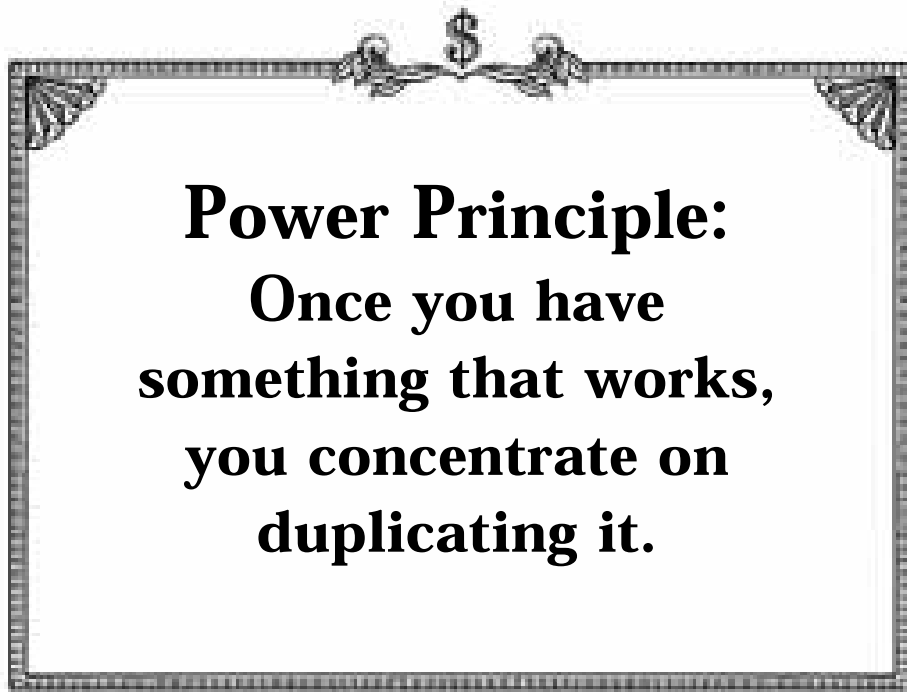 $
Power Principle:
Once you have
something that works,
you concentrate on
duplicating it.